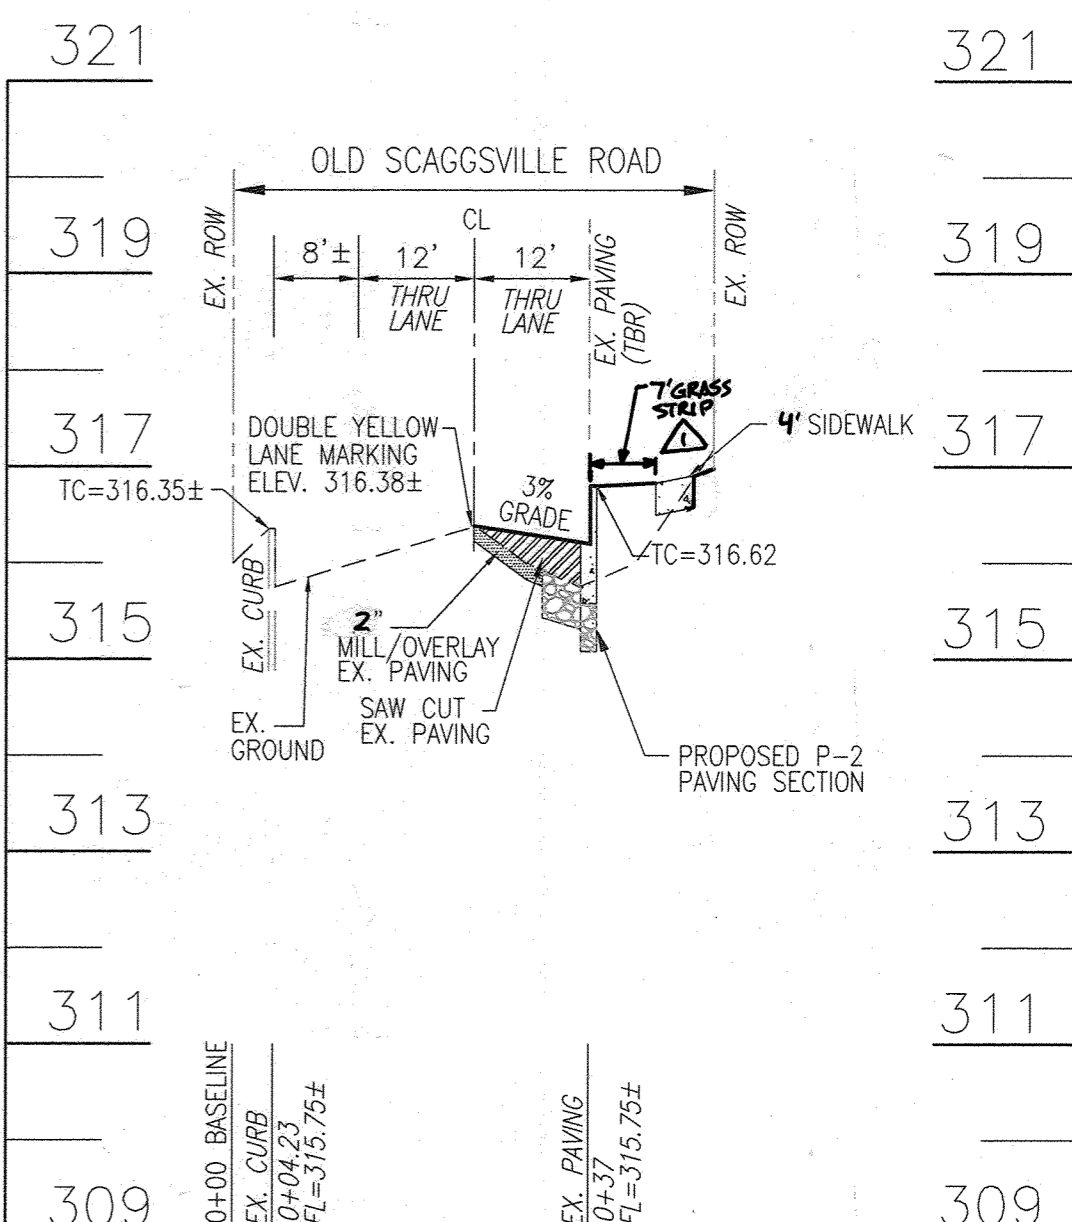 321
321
OLD SCAGGSVILLE ROAD
319
319
EX. ROW
8'±
12'
CL
12'
THRU
LANE
THRU
LANE
EX. PAVING
(TBR)
EX. ROW
317
317
7' GRASS
STRIP
1
4' SIDEWALK
DOUBLE YELLOW
LANE MARKING
ELEV. 316.38±
TC=316.35±
3%
GRADE
TC=316.62
315
315
EX. CURB
2"
MILL/OVERLAY
EX. PAVING
SAW CUT
EX. PAVING
EX.
GROUND
PROPOSED P-2
PAVING SECTION
313
313
311
311
0+00 BASELINE
EX. CURB
0+04.23
FL=315.75±
EX. PAVING
0+37
FL=315.75±
309
309